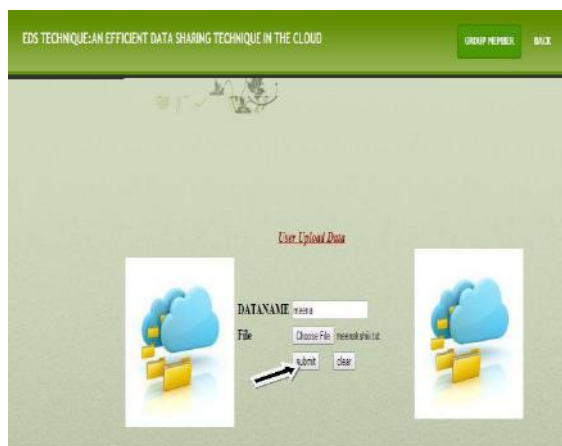 EDS TECHNIQUE:AN EFFICIENT DATA SHARING TECHNIQUE IN THE CLOUD
GROUP MEMBER BACK
User Upload Data
DATANAME meena
File Choose File meenakshii.txt
submit clear